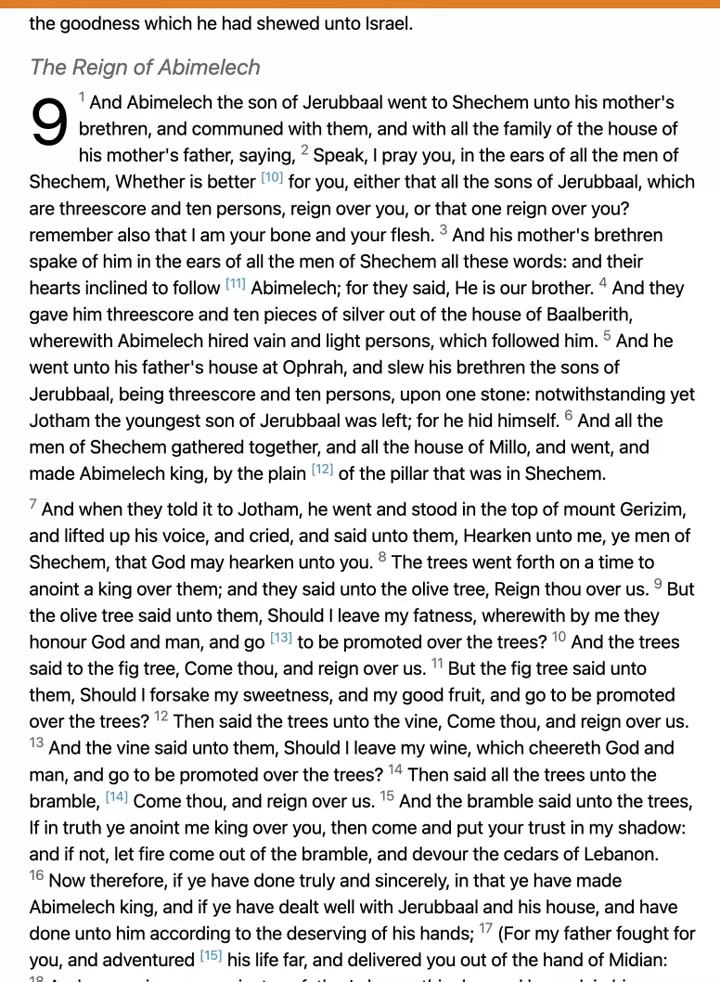 the goodness which he had shewed unto Israel.
The Reign of Abimelech
9 1 And Abimelech the son of Jerubbaal went to Shechem unto his mother's
brethren, and communed with them, and with all the family of the house of
his mother's father, saying, 2 Speak, I pray you, in the ears of all the men of
Shechem, Whether is better [10] for you, either that all the sons of Jerubbaal, which
are threescore and ten persons, reign over you, or that one reign over you?
remember also that I am your bone and your flesh. 3 And his mother's brethren
spake of him in the ears of all the men of Shechem all these words: and their
hearts inclined to follow [11] Abimelech; for they said, He is our brother. 4 And they
gave him threescore and ten pieces of silver out of the house of Baalberith,
wherewith Abimelech hired vain and light persons, which followed him. 5 And he
went unto his father's house at Ophrah, and slew his brethren the sons of
Jerubbaal, being threescore and ten persons, upon one stone: notwithstanding yet
Jotham the youngest son of Jerubbaal was left; for he hid himself. 6 And all the
men of Shechem gathered together, and all the house of Millo, and went, and
made Abimelech king, by the plain [12] of the pillar that was in Shechem.
7 And when they told it to Jotham, he went and stood in the top of mount Gerizim,
and lifted up his voice, and cried, and said unto them, Hearken unto me, ye men of
Shechem, that God may hearken unto you. 8 The trees went forth on a time to
anoint a king over them; and they said unto the olive tree, Reign thou over us. 9 But
the olive tree said unto them, Should I leave my fatness, wherewith by me they
honour God and man, and go [13] to be promoted over the trees? 10 And the trees
said to the fig tree, Come thou, and reign over us. 11 But the fig tree said unto
them, Should I forsake my sweetness, and my good fruit, and go to be promoted
over the trees? 12 Then said the trees unto the vine, Come thou, and reign over us.
13 And the vine said unto them, Should I leave my wine, which cheereth God and
man, and go to be promoted over the trees? 14 Then said all the trees unto the
bramble, [14] Come thou, and reign over us. 15 And the bramble said unto the trees,
If in truth ye anoint me king over you, then come and put your trust in my shadow:
and if not, let fire come out of the bramble, and devour the cedars of Lebanon.
16 Now therefore, if ye have done truly and sincerely, in that ye have made
Abimelech king, and if ye have dealt well with Jerubbaal and his house, and have
done unto him according to the deserving of his hands; 17 (For my father fought for
you, and adventured [15] his life far, and delivered you out of the hand of Midian: